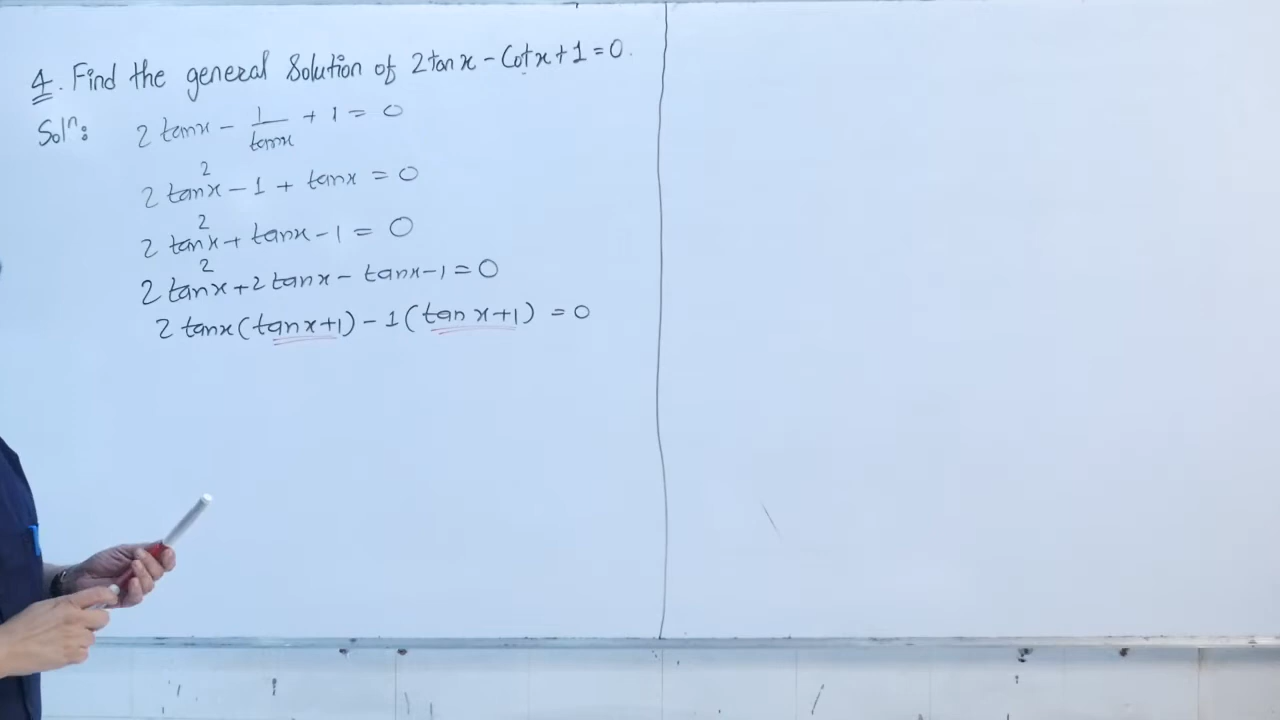 4. Find the general solution of 2tanx - Cotx + 1 = 0.
Solⁿ: 2 tanx - 1/tanx + 1 = 0
2 tan²x - 1 + tanx = 0
2 tan²x + tanx - 1 = 0
2 tan²x + 2 tanx - tanx - 1 = 0
2 tanx (tanx+1) - 1 (tan x+1) = 0